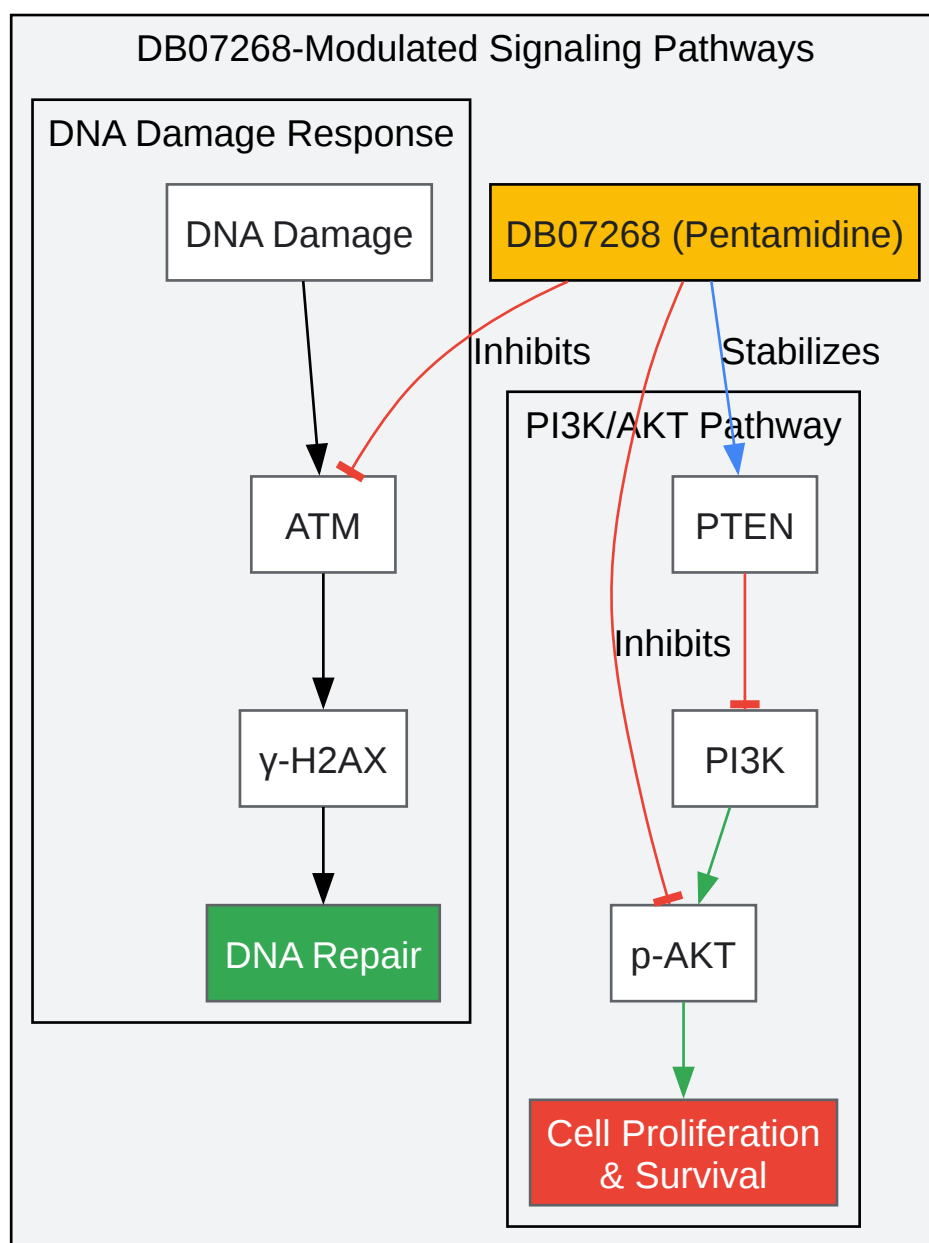 DB07268-Modulated Signaling Pathways
DNA Damage Response
DNA Damage
DB07268 (Pentamidine)
Inhibits
Stabilizes
PI3K/AKT Pathway
ATM
PTEN
Inhibits
γ-H2AX
PI3K
DNA Repair
p-AKT
Cell Proliferation
& Survival